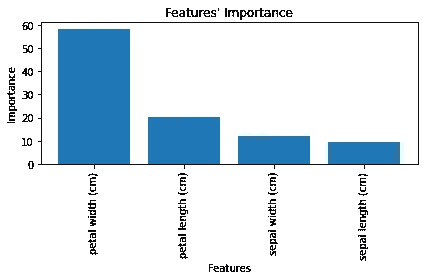 Features' Importance
60
50
40
30
20
10
0
Importance
petal width (cm)
petal length (cm)
sepal width (cm)
sepal length (cm)
Features